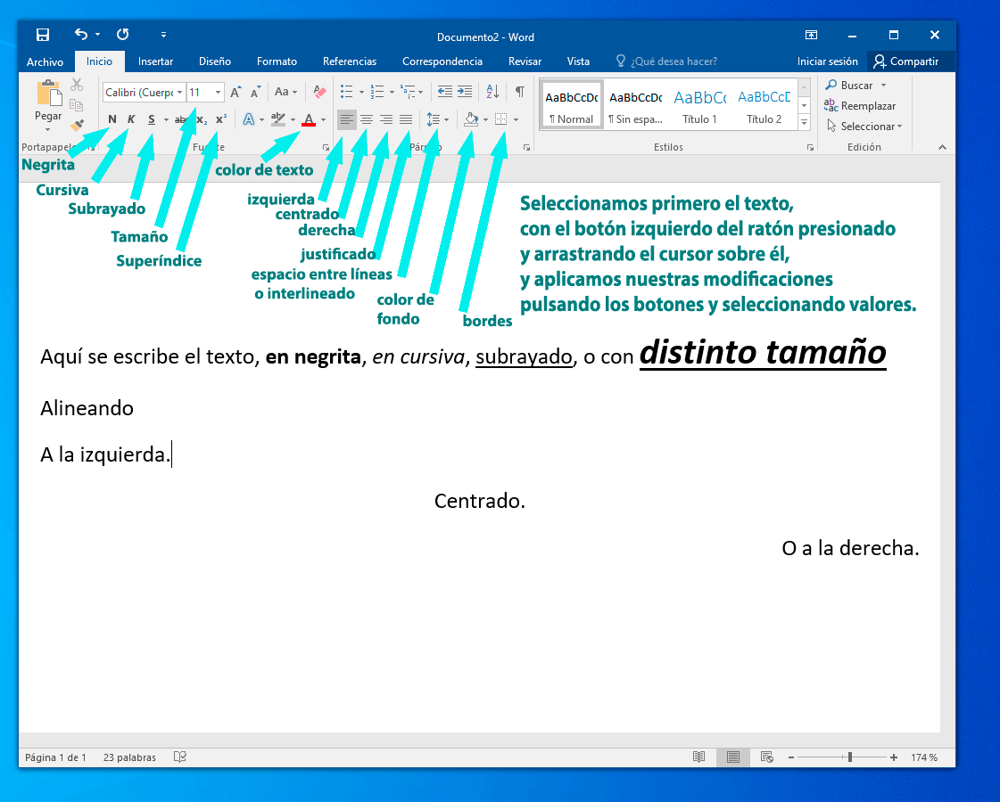 Documento2 - Word
Archivo Inicio Insertar Diseño Formato Referencias Correspondencia Revisar Vista ¿Qué desea hacer? Iniciar sesión Compartir
Calibri (Cuerpo 11 A A Aa
Pegar
N K S abc x₂ x² A ab A
AaBbCcDc AaBbCcDc AaBbCc AaBbCcC
¶ Normal ¶ Sin espa... Título 1 Título 2
Buscar
Reemplazar
Seleccionar
Portapapeles Fuente Párrafo Estilos Edición
Negrita
Cursiva
Subrayado
Tamaño
Superíndice
color de texto
izquierda
centrado
derecha
justificado
espacio entre líneas
o interlineado
color de
fondo
bordes
Seleccionamos primero el texto,
con el botón izquierdo del ratón presionado
y arrastrando el cursor sobre él,
y aplicamos nuestras modificaciones
pulsando los botones y seleccionando valores.
Aquí se escribe el texto, en negrita, en cursiva, subrayado, o con distinto tamaño
Alineando
A la izquierda.
Centrado.
O a la derecha.
Página 1 de 1 23 palabras 174 %